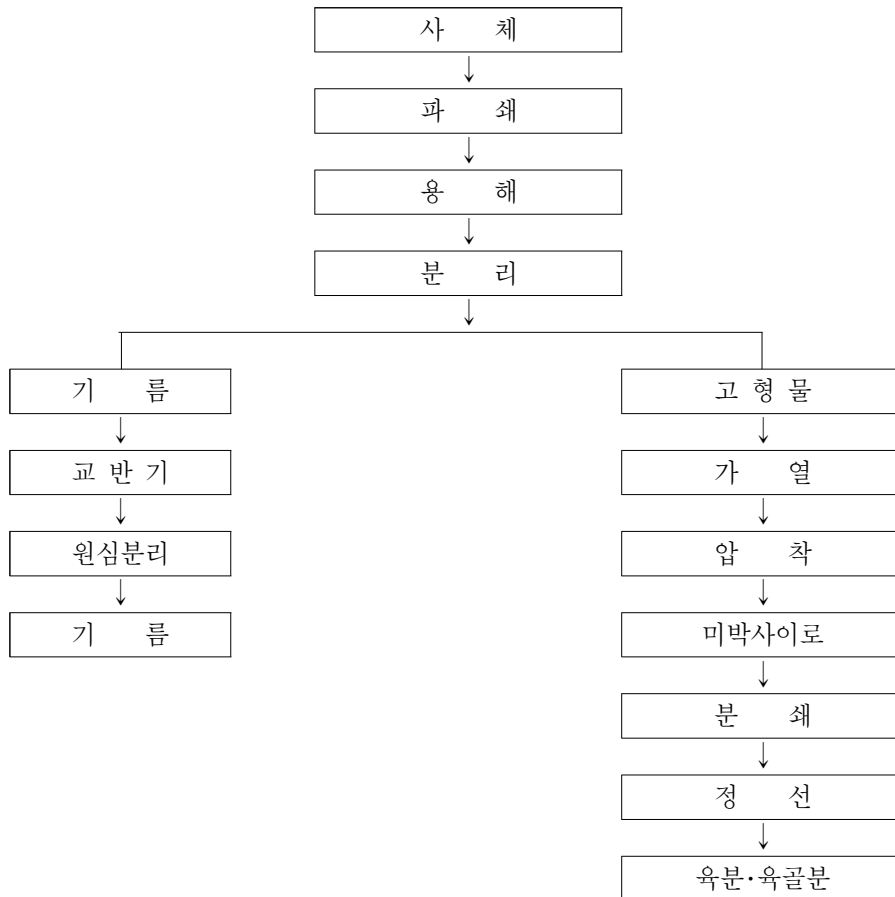 사 체
파 쇄
용 해
분 리
기 름
교 반 기
원심분리
기 름
고 형 물
가 열
압 착
미박사이로
분 쇄
정 선
육분·육골분